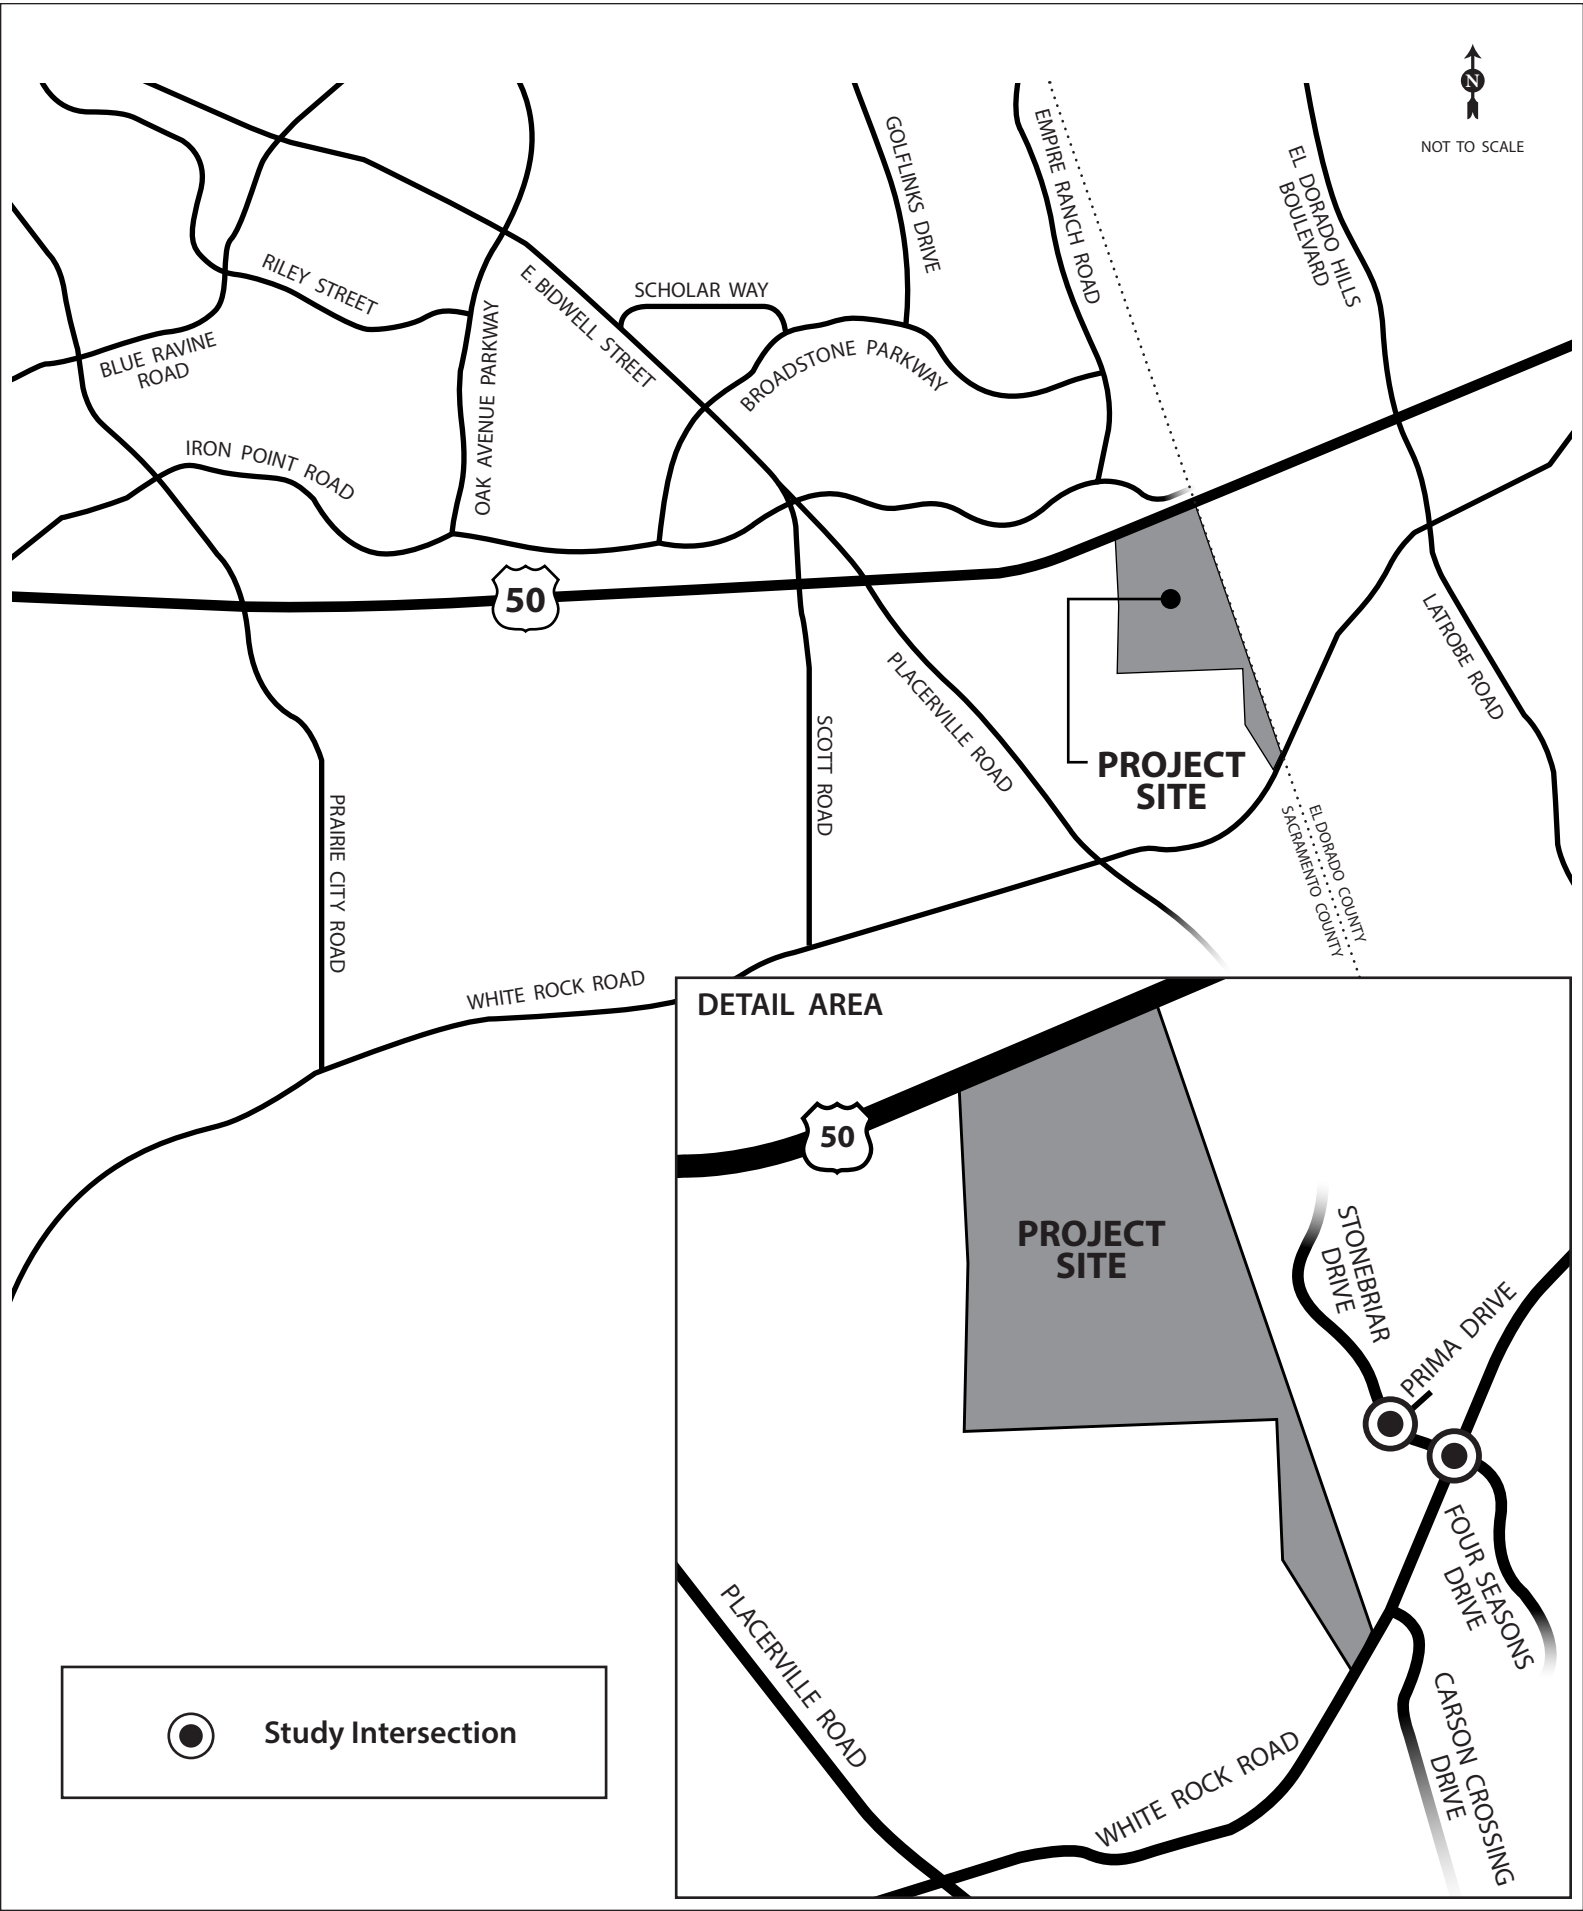 N
NOT TO SCALE
GOLFLINKS DRIVE
EMPIRE RANCH ROAD
EL DORADO HILLS
BOULEVARD
RILEY STREET
E. BIDWELL STREET
SCHOLAR WAY
BLUE RAVINE
ROAD
OAK AVENUE PARKWAY
BROADSTONE PARKWAY
IRON POINT ROAD
50
LATROBE ROAD
PLACERVILLE ROAD
SCOTT ROAD
PROJECT
SITE
PRAIRIE CITY ROAD
EL DORADO COUNTY
SACRAMENTO COUNTY
WHITE ROCK ROAD
DETAIL AREA
50
PROJECT
SITE
STONEBRIAR
DRIVE
PRIMA DRIVE
FOUR SEASONS
DRIVE
PLACERVILLE ROAD
CARSON CROSSING
DRIVE
WHITE ROCK ROAD
Study Intersection